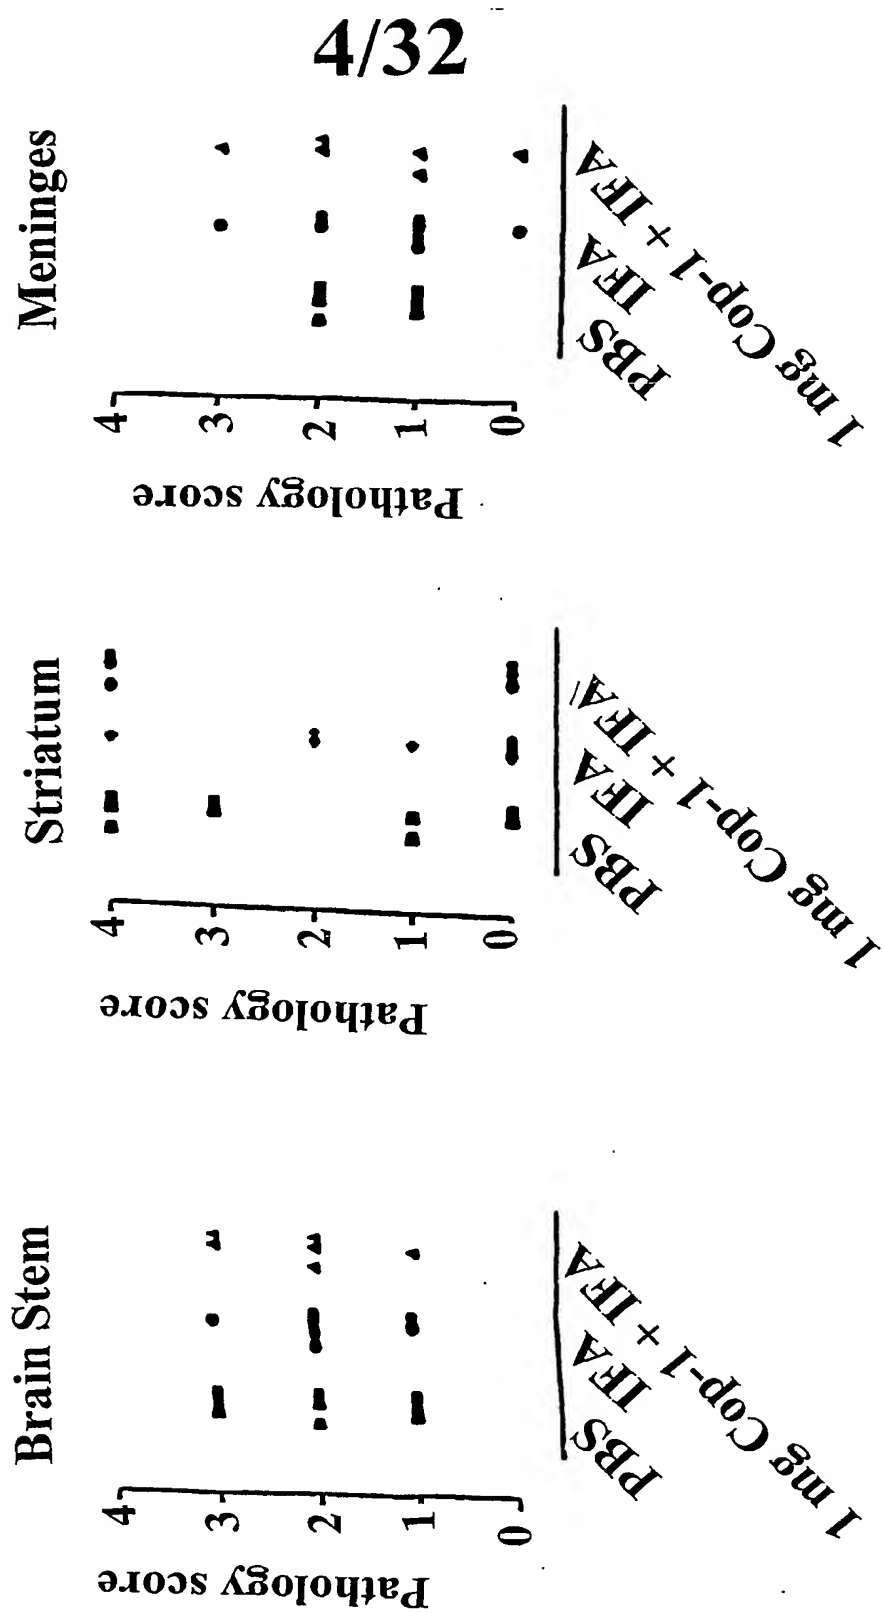 4/32
Brain Stem
Pathology score
4
3
2
1
0
PBS
IFA
1 mg Cop-1 + IFA
Striatum
Pathology score
4
3
2
1
0
PBS
IFA
1 mg Cop-1 + IFA
Meninges
Pathology score
4
3
2
1
0
PBS
IFA
1 mg Cop-1 + IFA